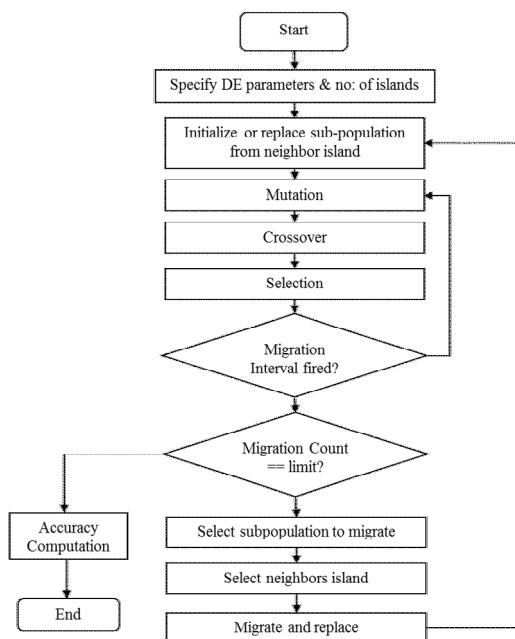 Start
Specify DE parameters & no: of islands
Initialize or replace sub-population
from neighbor island
Mutation
Crossover
Selection
Migration
Interval fired?
Migration Count
== limit?
Accuracy
Computation
End
Select subpopulation to migrate
Select neighbors island
Migrate and replace